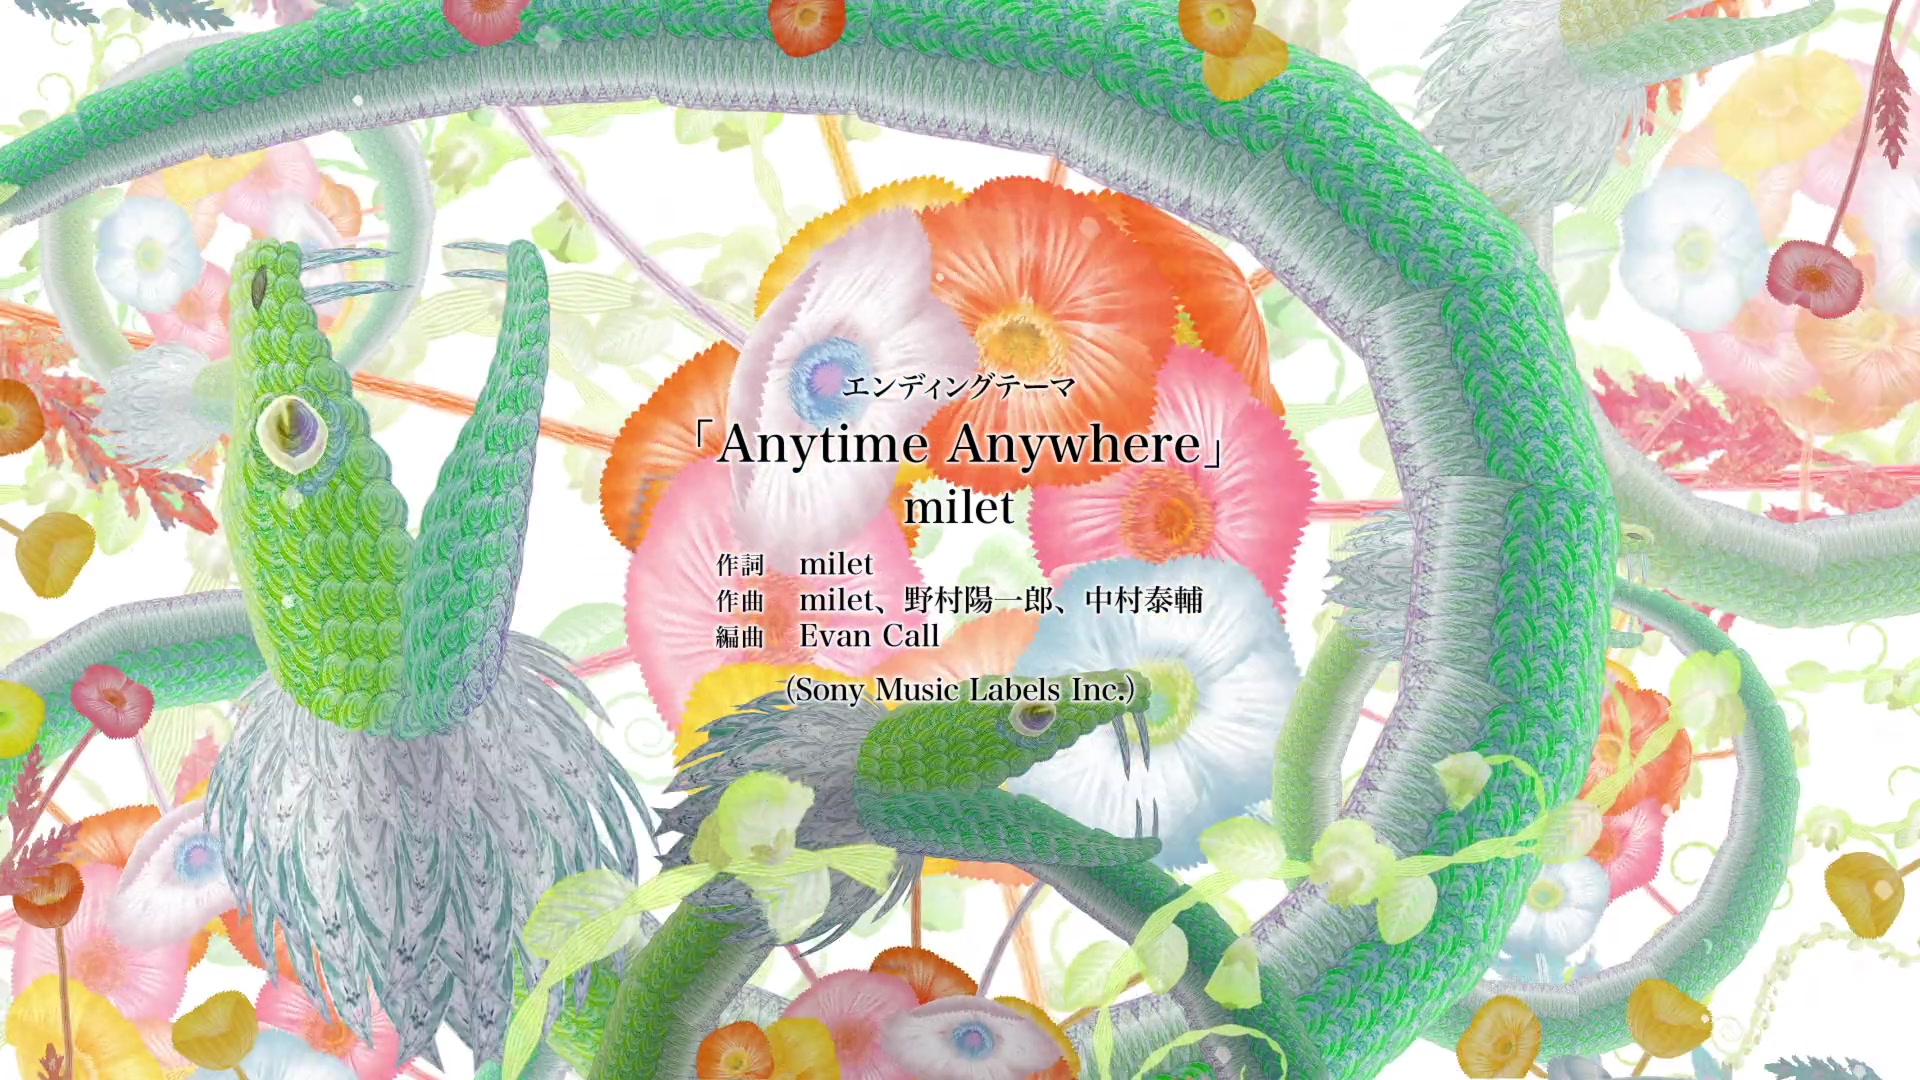 エンディングテーマ
「Anytime Anywhere」
milet
作詞 milet
作曲 milet、野村陽一郎、中村泰輔
編曲 Evan Call
(Sony Music Labels Inc.)